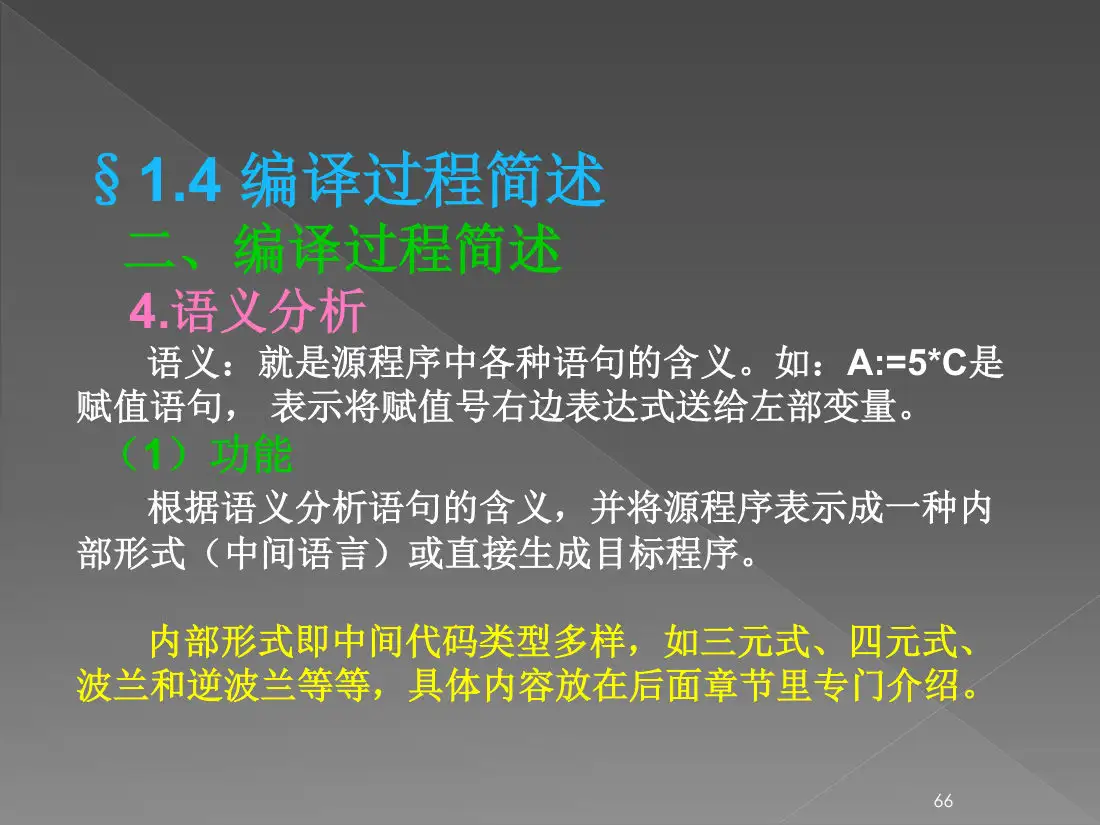 §1.4 编译过程简述
二、编译过程简述
4.语义分析
语义：就是源程序中各种语句的含义。如：A:=5*C是
赋值语句， 表示将赋值号右边表达式送给左部变量。
（1）功能
根据语义分析语句的含义，并将源程序表示成一种内
部形式（中间语言）或直接生成目标程序。
内部形式即中间代码类型多样，如三元式、四元式、
波兰和逆波兰等等，具体内容放在后面章节里专门介绍。
66